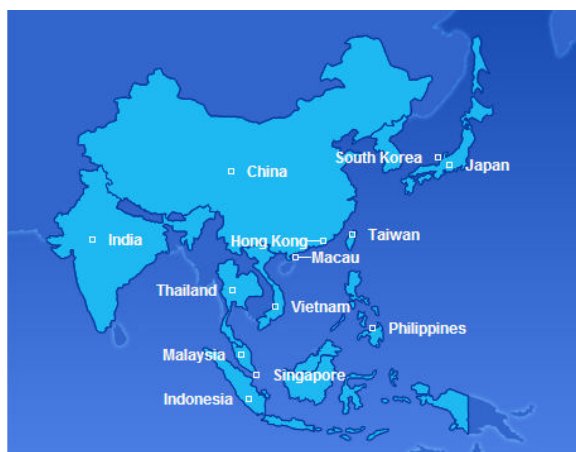 South Korea
Japan
China
India
Hong Kong
Taiwan
Macau
Thailand
Vietnam
Philippines
Malaysia
Singapore
Indonesia